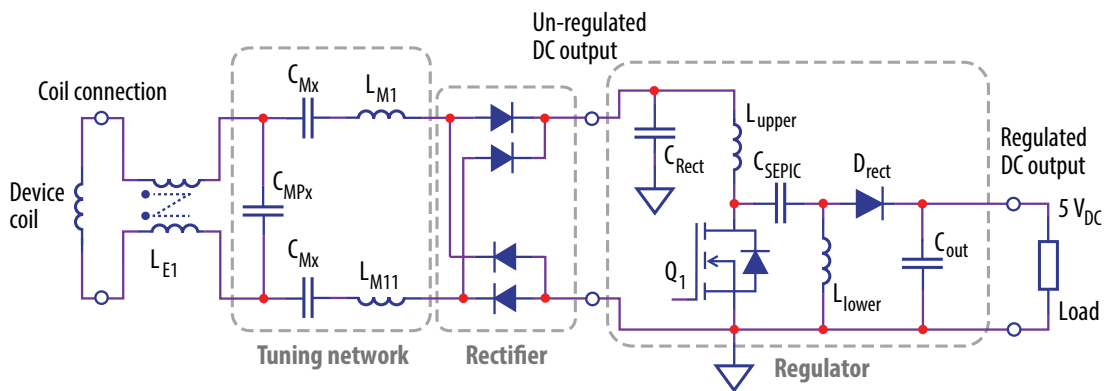 Un-regulated
DC output
Coil connection
C_Mx
L_M1
L_upper
Regulated
DC output
C_Rect
C_SEPIC
D_rect
Device
coil
C_MPx
5 V_DC
L_E1
C_Mx
L_M11
Q_1
C_out
L_lower
Load
Tuning network
Rectifier
Regulator